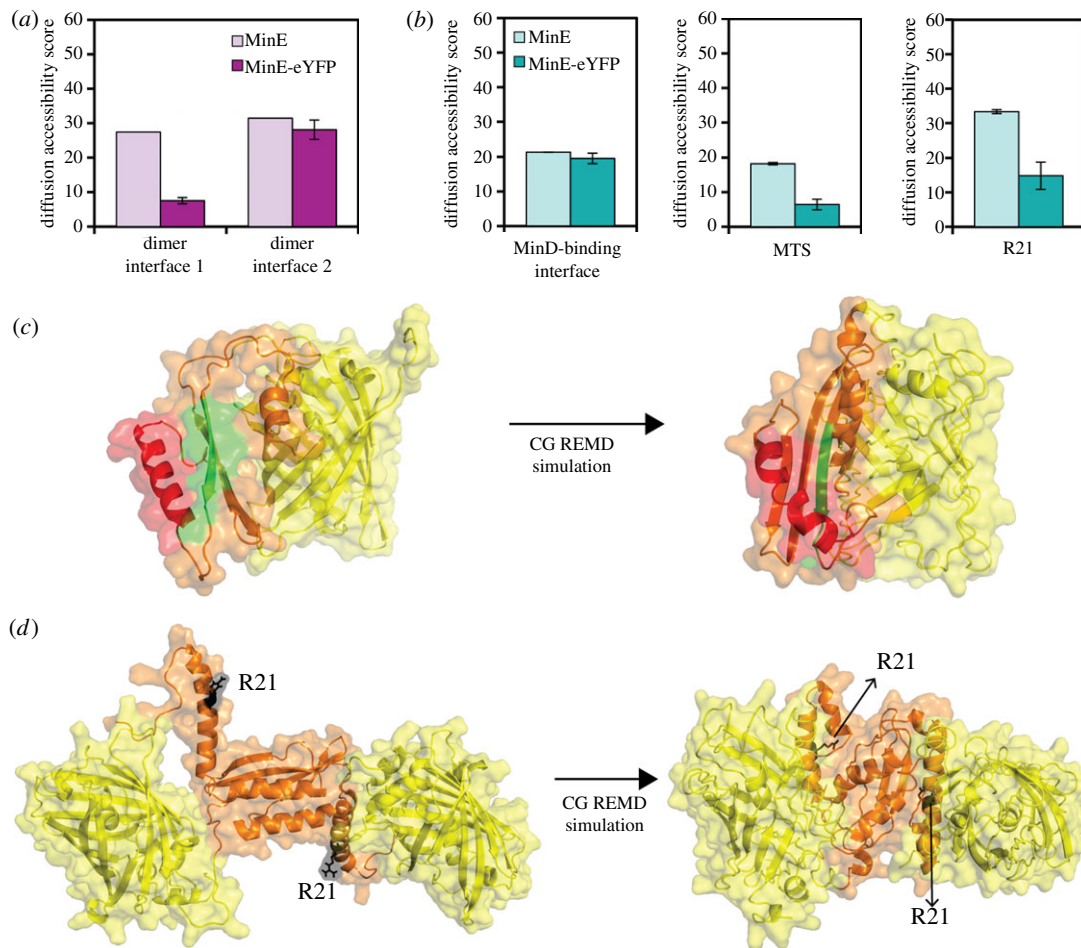 (a)
diffusion accessibility score
60
50
40
30
20
10
0
MinE
MinE-eYFP
dimer
interface 1
dimer
interface 2
(b)
diffusion accessibility score
60
50
40
30
20
10
0
MinE
MinE-eYFP
MinD-binding
interface
diffusion accessibility score
60
50
40
30
20
10
0
MTS
diffusion accessibility score
60
50
40
30
20
10
0
R21
(c)
CG REMD
simulation
(d)
R21
R21
CG REMD
simulation
R21
R21